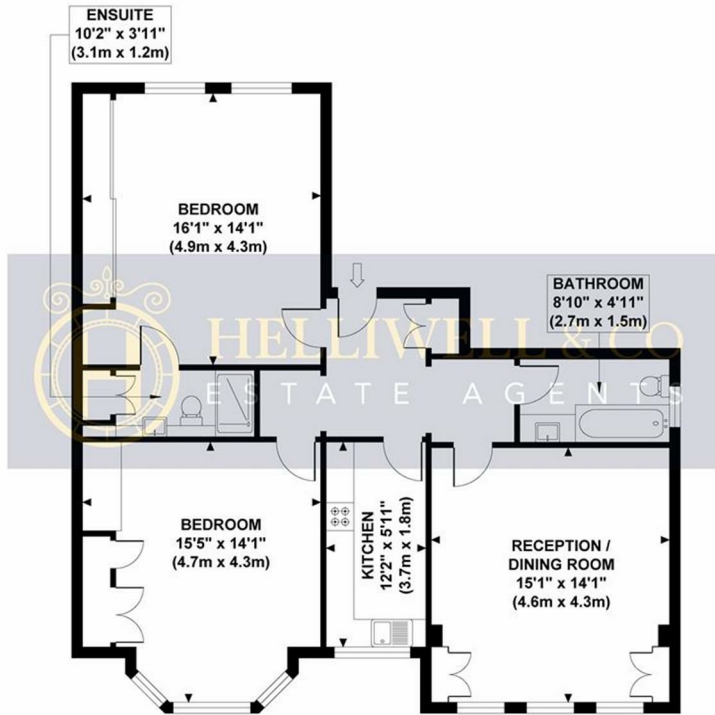 ENSUITE
10'2" x 3'11"
(3.1m x 1.2m)
BEDROOM
16'1" x 14'1"
(4.9m x 4.3m)
BATHROOM
8'10" x 4'11"
(2.7m x 1.5m)
H
HELLIWELL & CO
ESTATE AGENTS
BEDROOM
15'5" x 14'1"
(4.7m x 4.3m)
KITCHEN
12'2" x 5'11"
(3.7m x 1.8m)
RECEPTION /
DINING ROOM
15'1" x 14'1"
(4.6m x 4.3m)